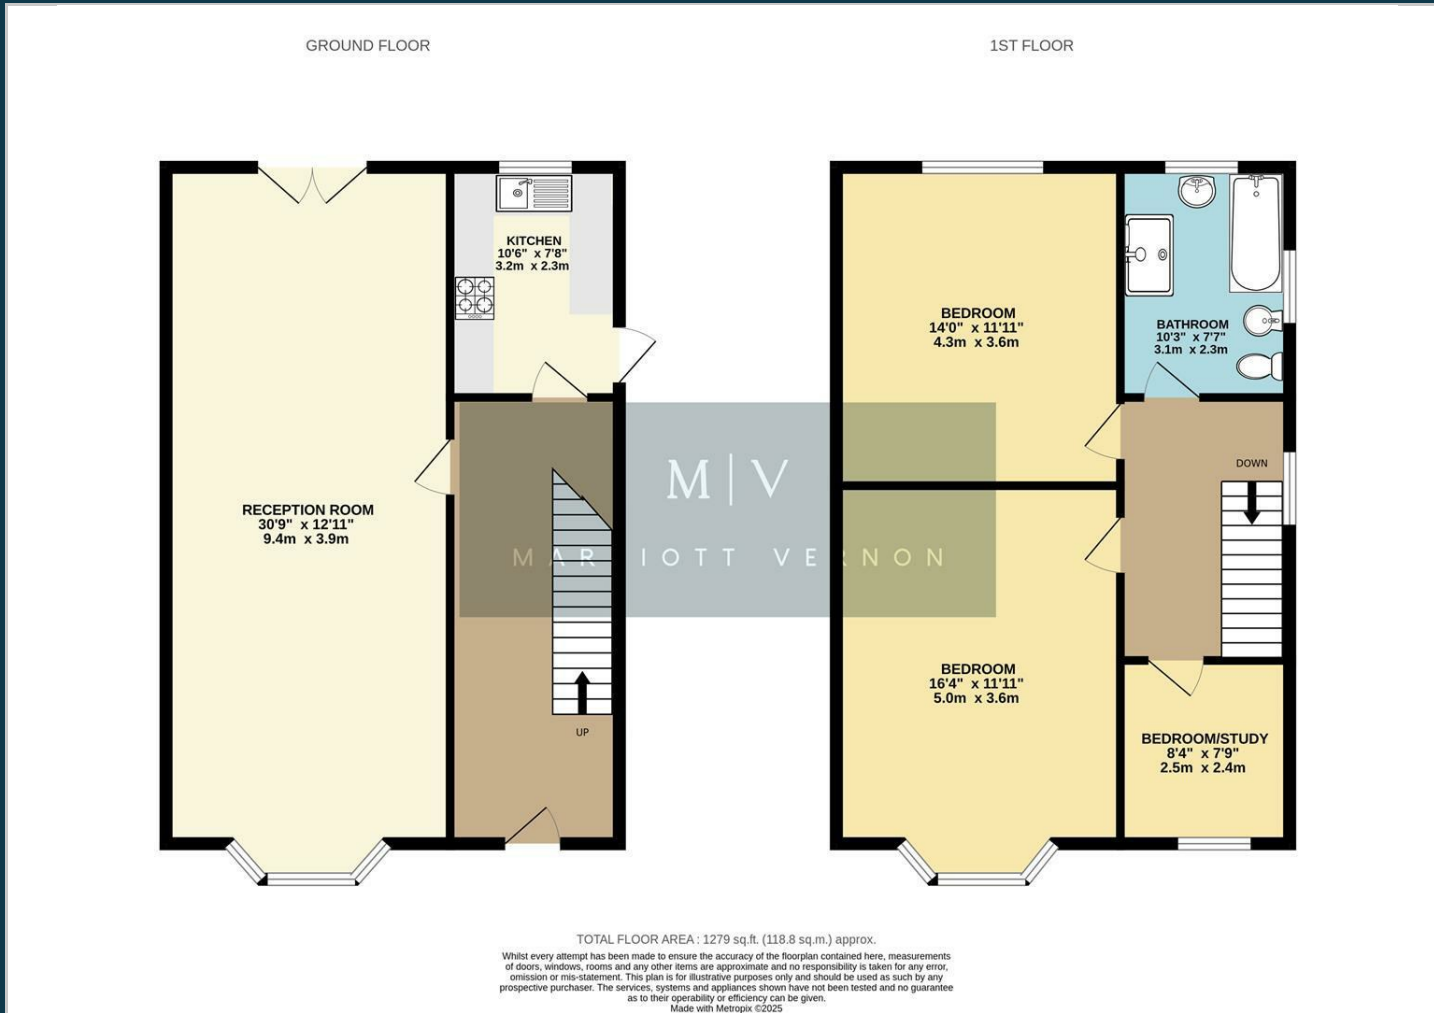 GROUND FLOOR
1ST FLOOR
KITCHEN
10'6" x 7'8"
3.2m x 2.3m
RECEPTION ROOM
30'9" x 12'11"
9.4m x 3.9m
UP
M|V
MARRIOTT VERNON
BEDROOM
14'0" x 11'11"
4.3m x 3.6m
BATHROOM
10'3" x 7'7"
3.1m x 2.3m
DOWN
BEDROOM
16'4" x 11'11"
5.0m x 3.6m
BEDROOM/STUDY
8'4" x 7'9"
2.5m x 2.4m
TOTAL FLOOR AREA : 1279 sq.ft. (118.8 sq.m.) approx.
Whilst every attempt has been made to ensure the accuracy of the floorplan contained here, measurements
of doors, windows, rooms and any other items are approximate and no responsibility is taken for any error,
omission or mis-statement. This plan is for illustrative purposes only and should be used as such by any
prospective purchaser. The services, systems and appliances shown have not been tested and no guarantee
as to their operability or efficiency can be given.
Made with Metropix ©2025